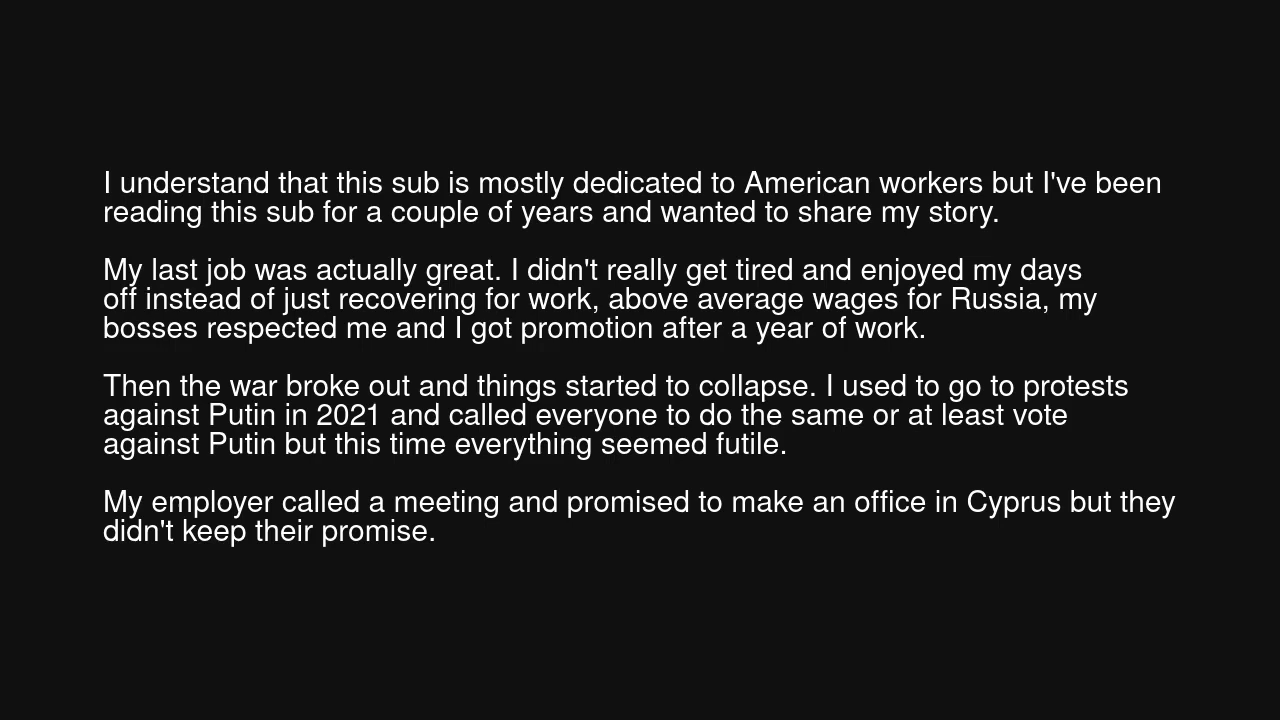 I understand that this sub is mostly dedicated to American workers but I've been
reading this sub for a couple of years and wanted to share my story.
My last job was actually great. I didn't really get tired and enjoyed my days
off instead of just recovering for work, above average wages for Russia, my
bosses respected me and I got promotion after a year of work.
Then the war broke out and things started to collapse. I used to go to protests
against Putin in 2021 and called everyone to do the same or at least vote
against Putin but this time everything seemed futile.
My employer called a meeting and promised to make an office in Cyprus but they
didn't keep their promise.